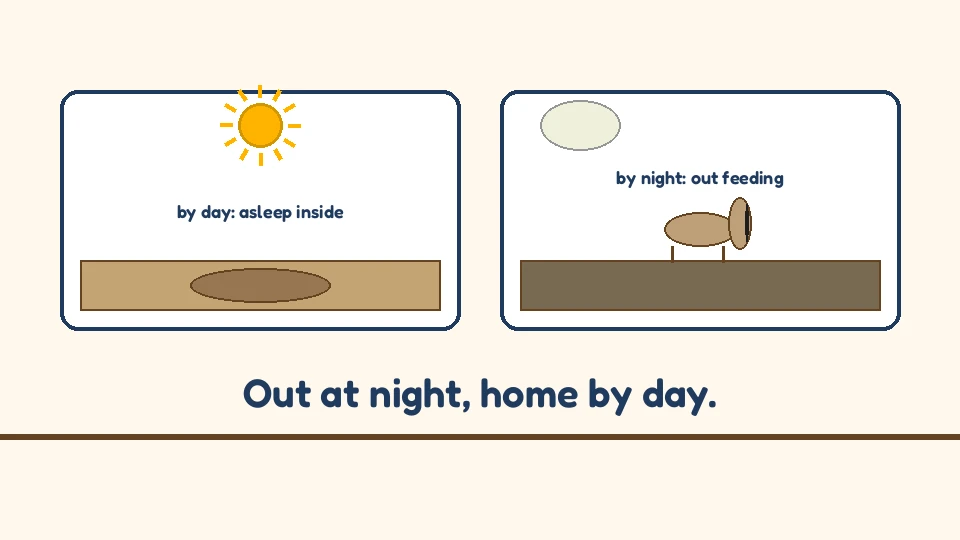 by day: asleep inside
by night: out feeding
Out at night, home by day.